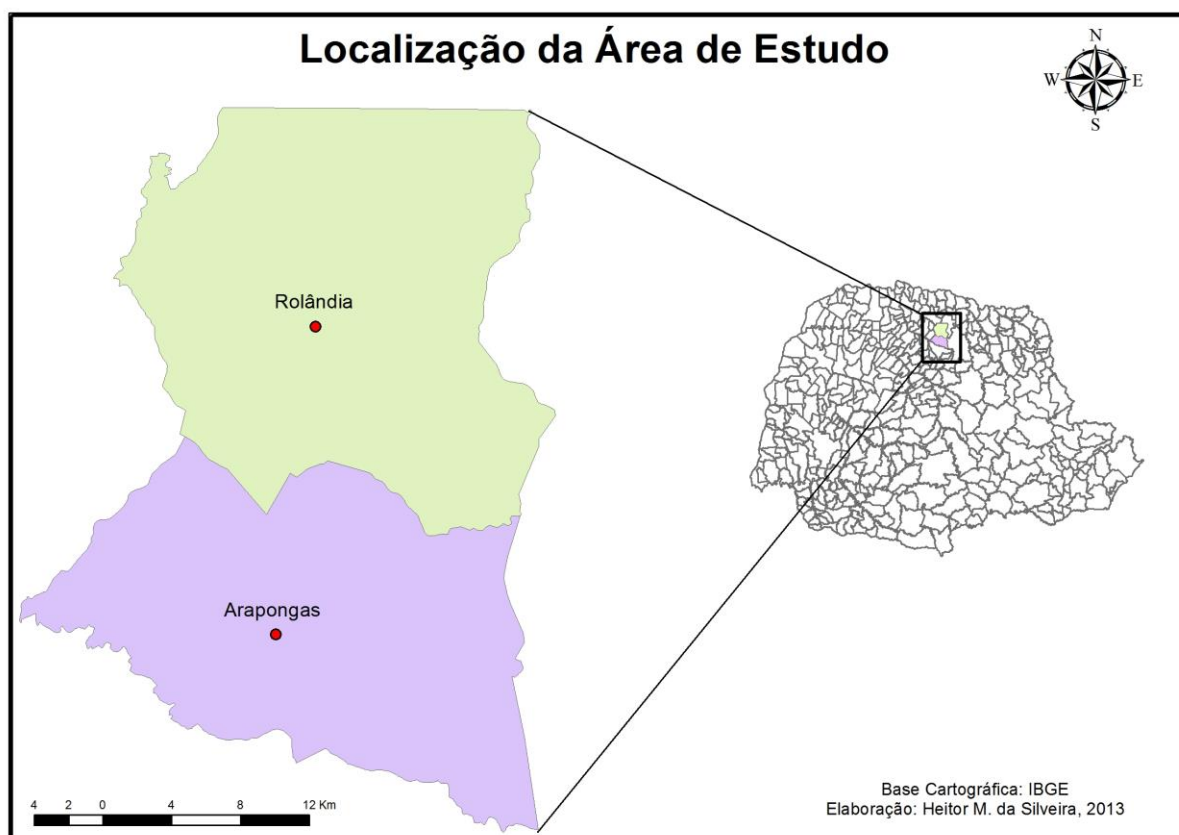 Localização da Área de Estudo
N
W E
S
Rolândia
Arapongas
4 2 0 4 8 12 Km
Base Cartográfica: IBGE
Elaboração: Heitor M. da Silveira, 2013